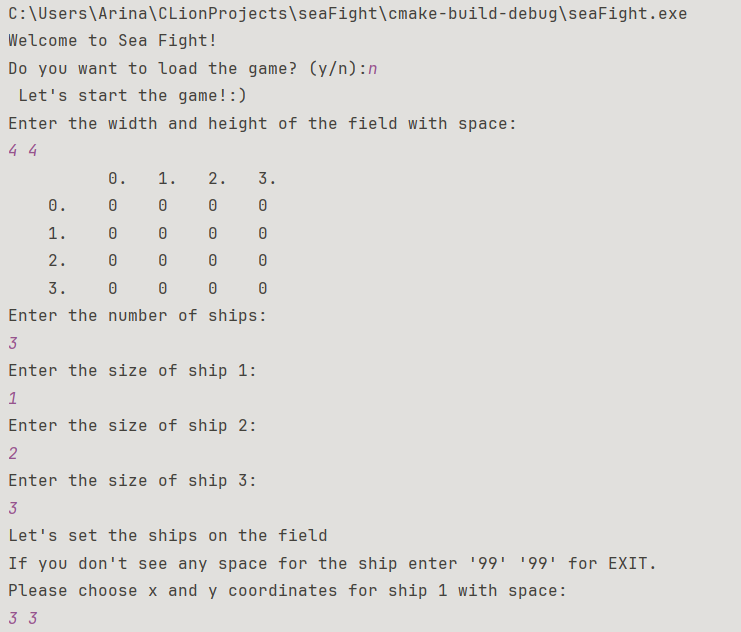 C:\Users\Arina\CLionProjects\seaFight\cmake-build-debug\seaFight.exe
Welcome to Sea Fight!
Do you want to load the game? (y/n):n
 Let's start the game!:)
Enter the width and height of the field with space:
4 4
          0.   1.   2.   3.
    0.    0    0    0    0
    1.    0    0    0    0
    2.    0    0    0    0
    3.    0    0    0    0
Enter the number of ships:
3
Enter the size of ship 1:
1
Enter the size of ship 2:
2
Enter the size of ship 3:
3
Let's set the ships on the field
If you don't see any space for the ship enter '99' '99' for EXIT.
Please choose x and y coordinates for ship 1 with space:
3 3